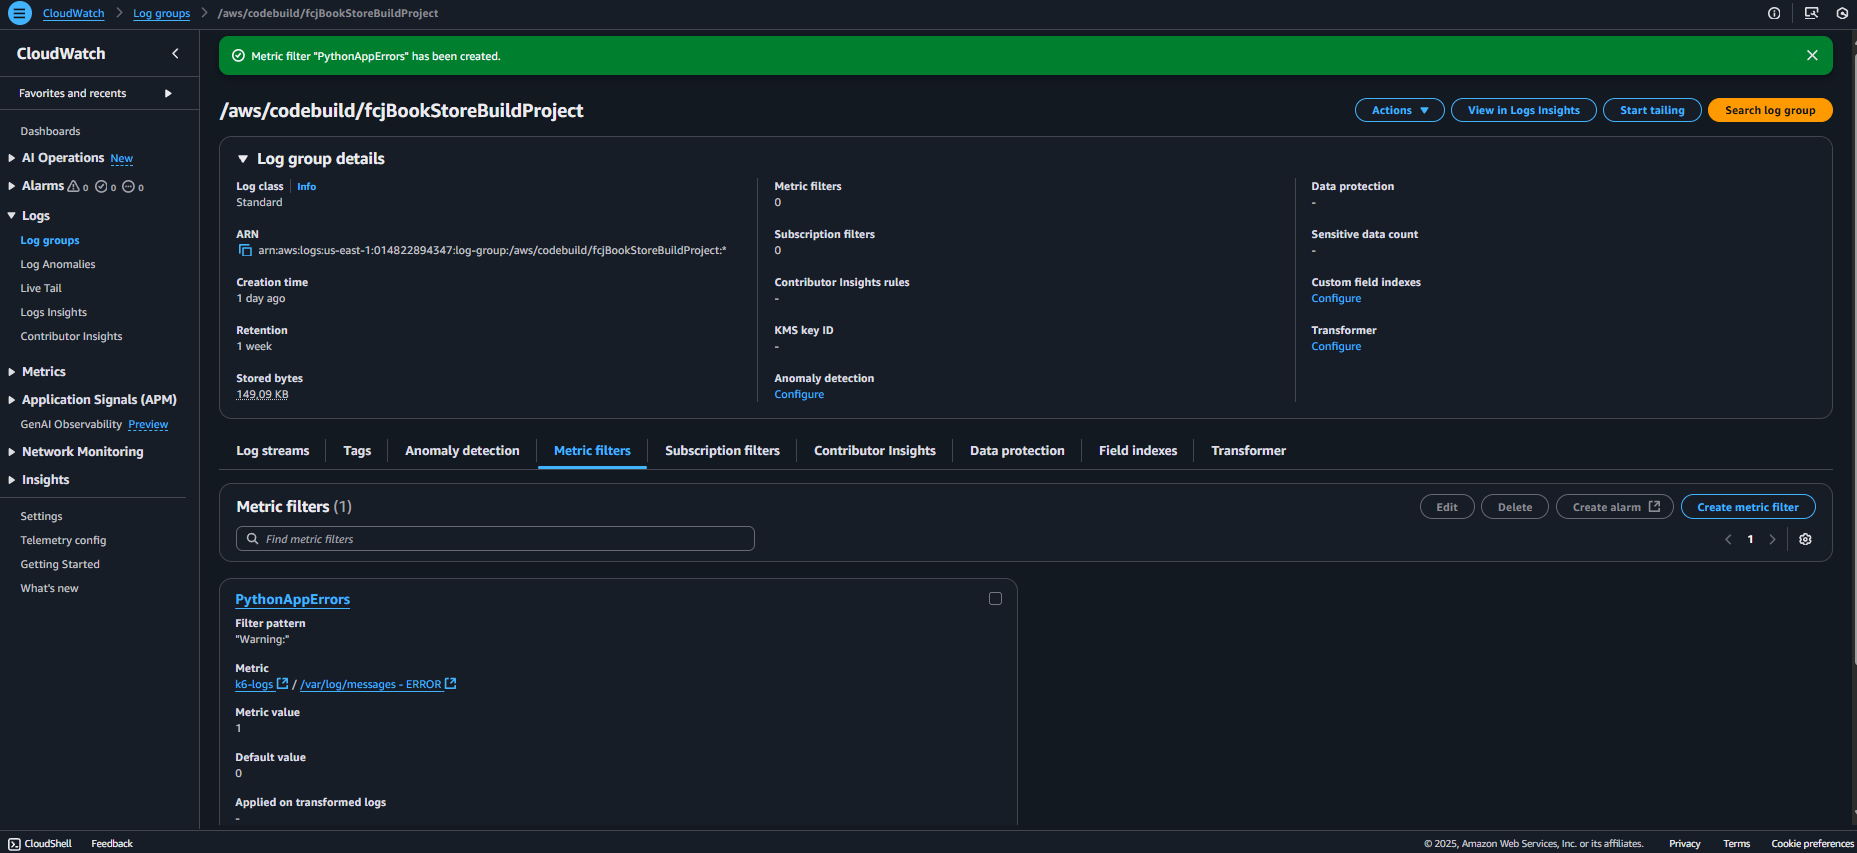 CloudWatch > Log groups > /aws/codebuild/fcjBookStoreBuildProject
CloudWatch
Favorites and recents
Dashboards
AI Operations New
Alarms 0 0 0
Logs
Log groups
Log Anomalies
Live Tail
Logs Insights
Contributor Insights
Metrics
Application Signals (APM)
GenAI Observability Preview
Network Monitoring
Insights
Settings
Telemetry config
Getting Started
What's new
Metric filter "PythonAppErrors" has been created.
/aws/codebuild/fcjBookStoreBuildProject
Actions View in Logs Insights Start tailing Search log group
Log group details
Log class Info
Standard
ARN
arn:aws:logs:us-east-1:014822894347:log-group:/aws/codebuild/fcjBookStoreBuildProject:*
Creation time
1 day ago
Retention
1 week
Stored bytes
149.09 KB
Metric filters
0
Subscription filters
0
Contributor Insights rules
-
KMS key ID
-
Anomaly detection
Configure
Data protection
-
Sensitive data count
-
Custom field indexes
Configure
Transformer
Configure
Log streams Tags Anomaly detection Metric filters Subscription filters Contributor Insights Data protection Field indexes Transformer
Metric filters (1)
Edit Delete Create alarm Create metric filter
Find metric filters
1
PythonAppErrors
Filter pattern
"Warning:"
Metric
k6-logs / /var/log/messages - ERROR
Metric value
1
Default value
0
Applied on transformed logs
-
CloudShell Feedback
© 2025, Amazon Web Services, Inc. or its affiliates. Privacy Terms Cookie preferences